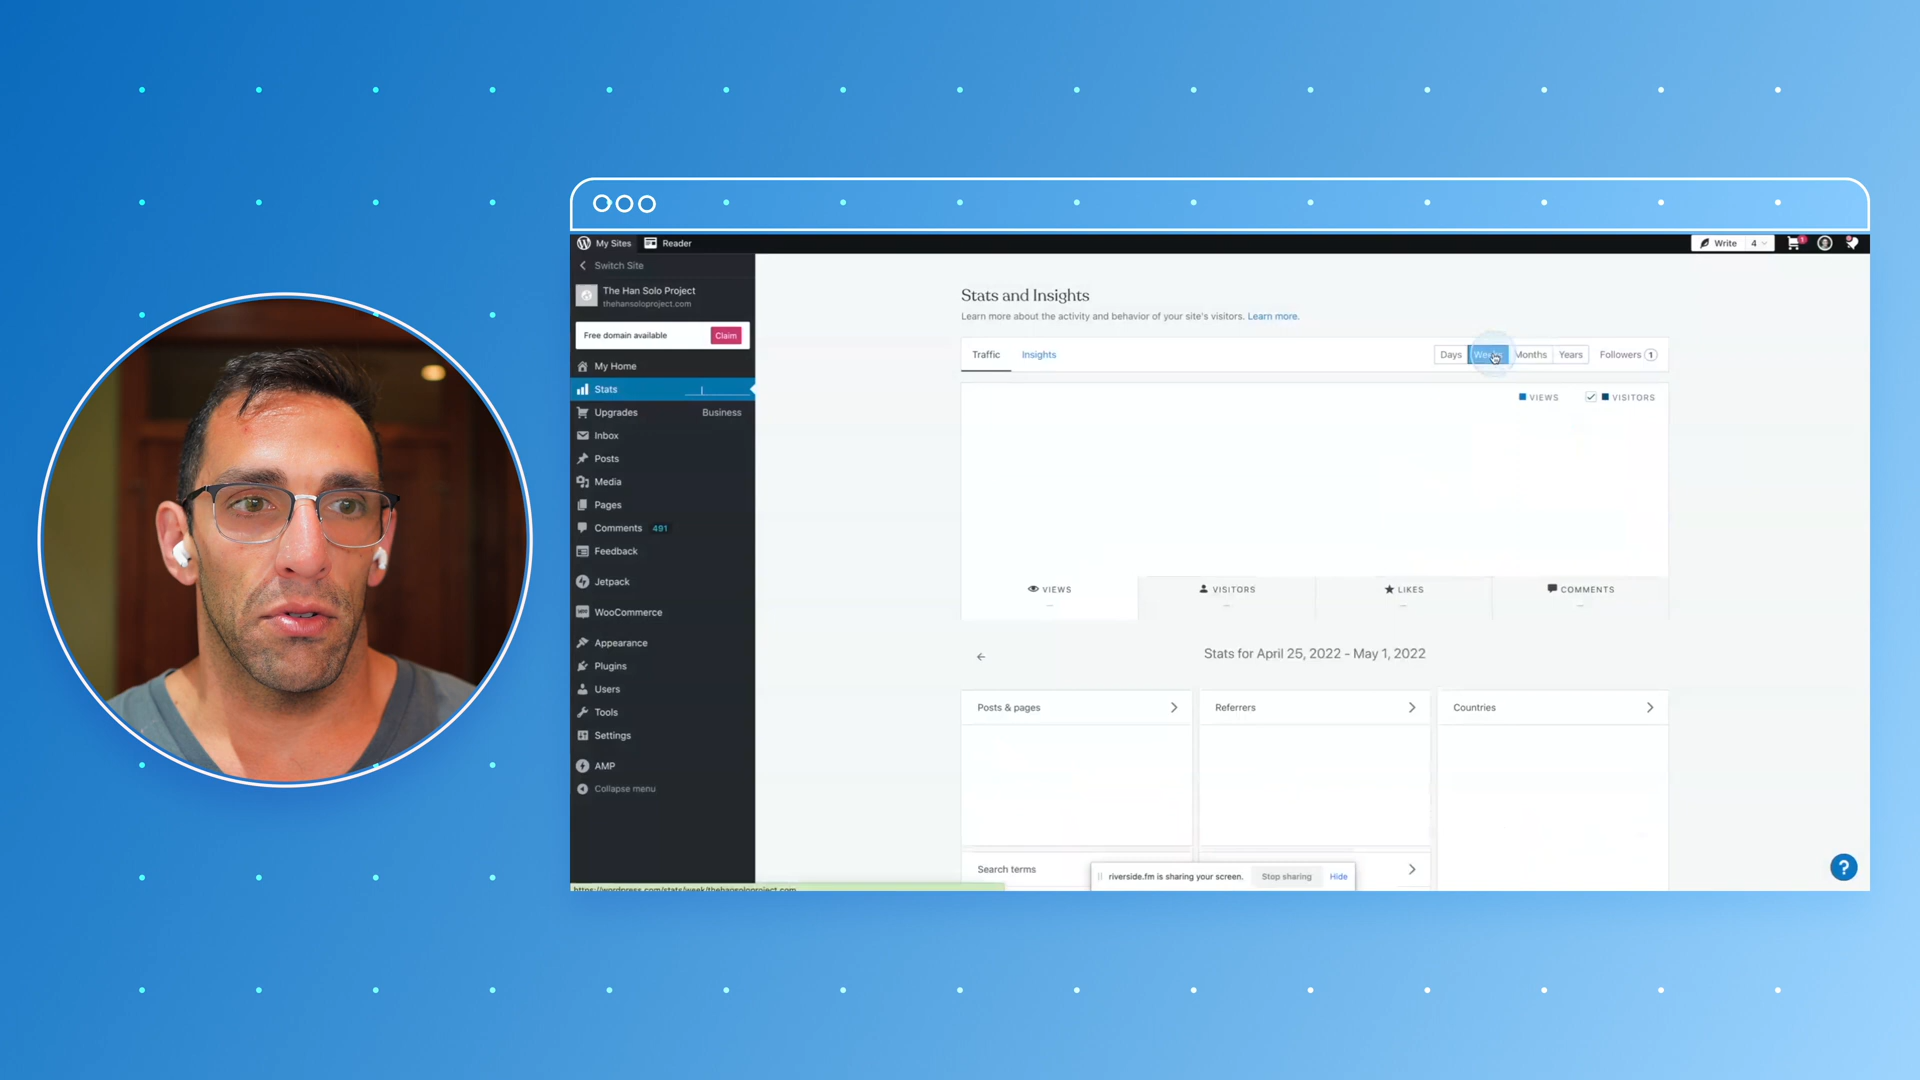 My Sites Reader Write 4 1
Switch Site
The Han Solo Project
thehansoloproject.com
Free domain available Claim
My Home
Stats
Upgrades Business
Inbox
Posts
Media
Pages
Comments 491
Feedback
Jetpack
WooCommerce
Appearance
Plugins
Users
Tools
Settings
AMP
Collapse menu
https://wordpress.com/stats/week/thehansoloproject.com
Stats and Insights
Learn more about the activity and behavior of your site's visitors. Learn more.
Traffic Insights Days Weeks Months Years Followers 1
VIEWS VISITORS
VIEWS VISITORS LIKES COMMENTS
Stats for April 25, 2022 - May 1, 2022
Posts & pages Referrers Countries
Search terms
riverside.fm is sharing your screen. Stop sharing Hide
?